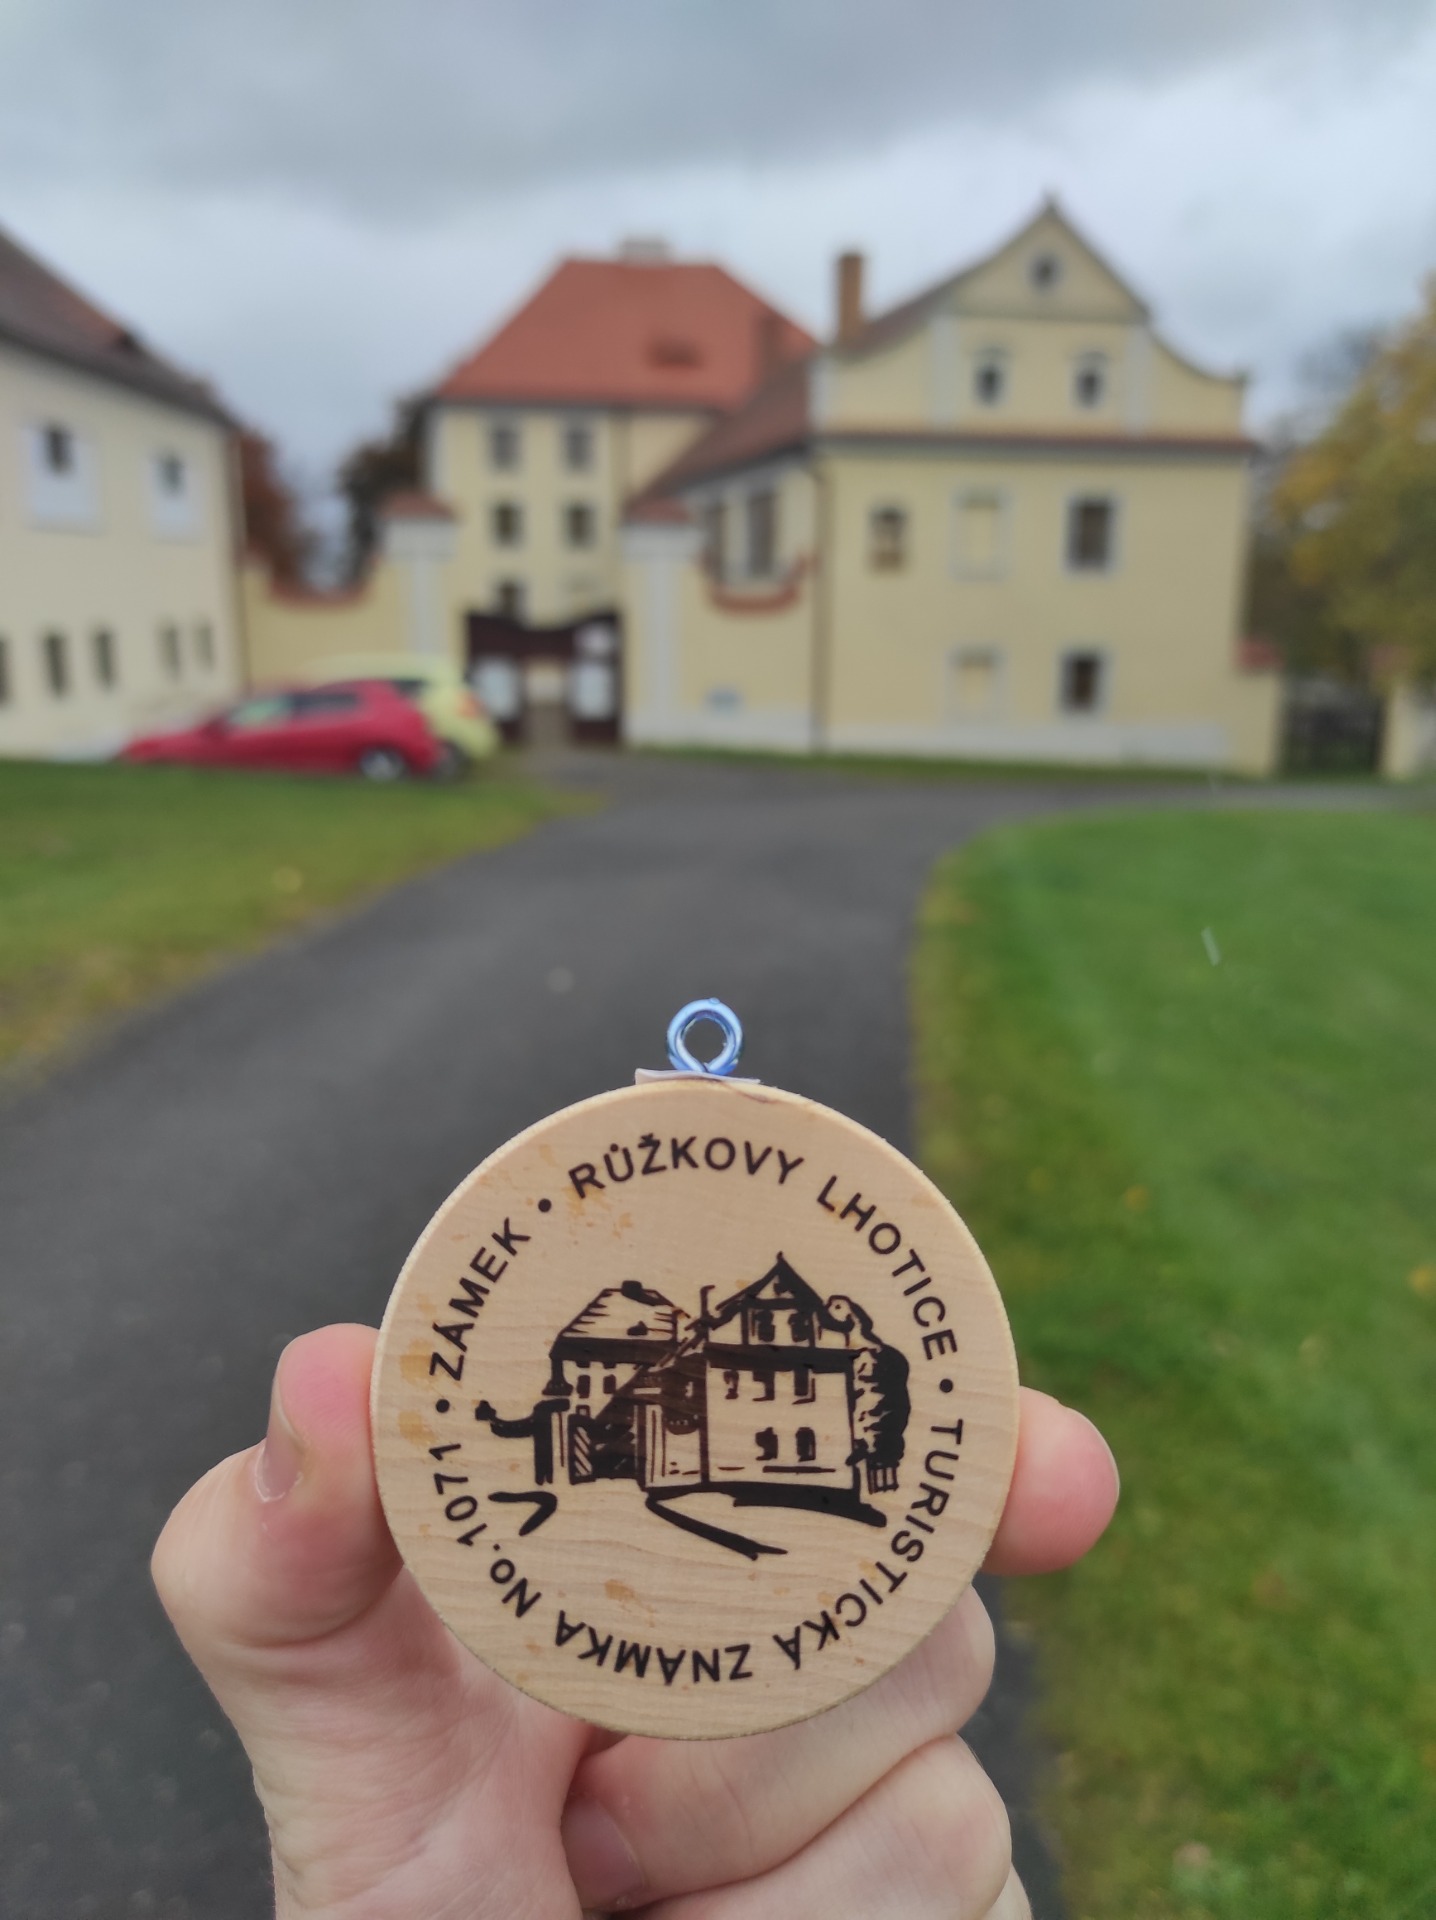 ZÁMEK • RŮŽKOVY LHOTICE • TURISTICKÁ ZNÁMKA No. 1071 •